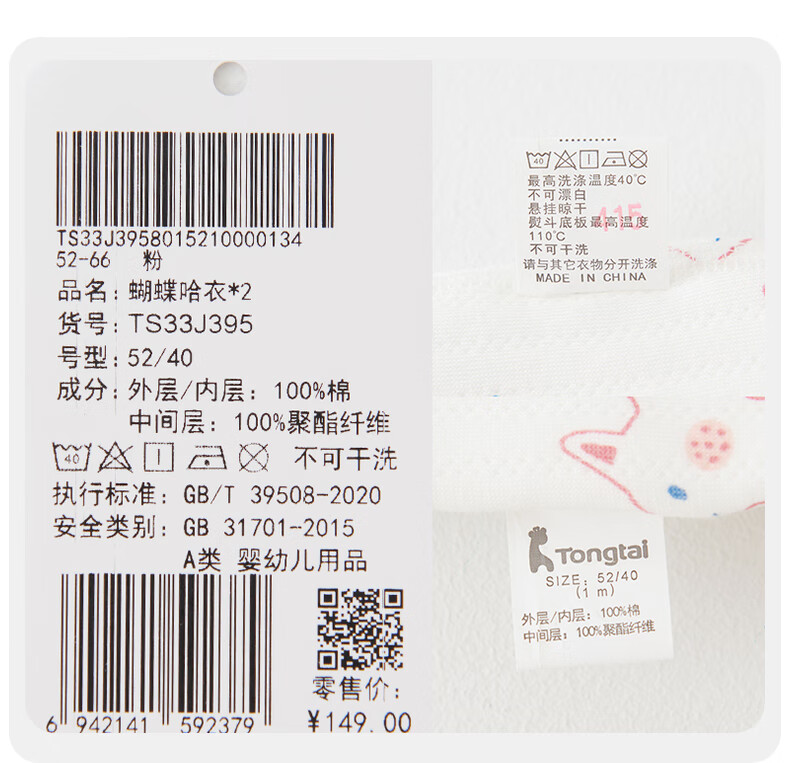 TS33J3958015210000134
52-66 粉
品名：蝴蝶哈衣*2
货号：TS33J395
号型：52/40
成分：外层/内层：100%棉
中间层：100%聚酯纤维
40 不可干洗
执行标准：GB/T 39508-2020
安全类别：GB 31701-2015
A类 婴幼儿用品
6 942141 592379
零售价：
¥149.00
40
最高洗涤温度40℃
不可漂白
悬挂晾干
熨斗底板最高温度
110℃
不可干洗
请与其它衣物分开洗涤
MADE IN CHINA
115
Tongtai
SIZE：52/40
(1 m)
外层/内层：100%棉
中间层：100%聚酯纤维